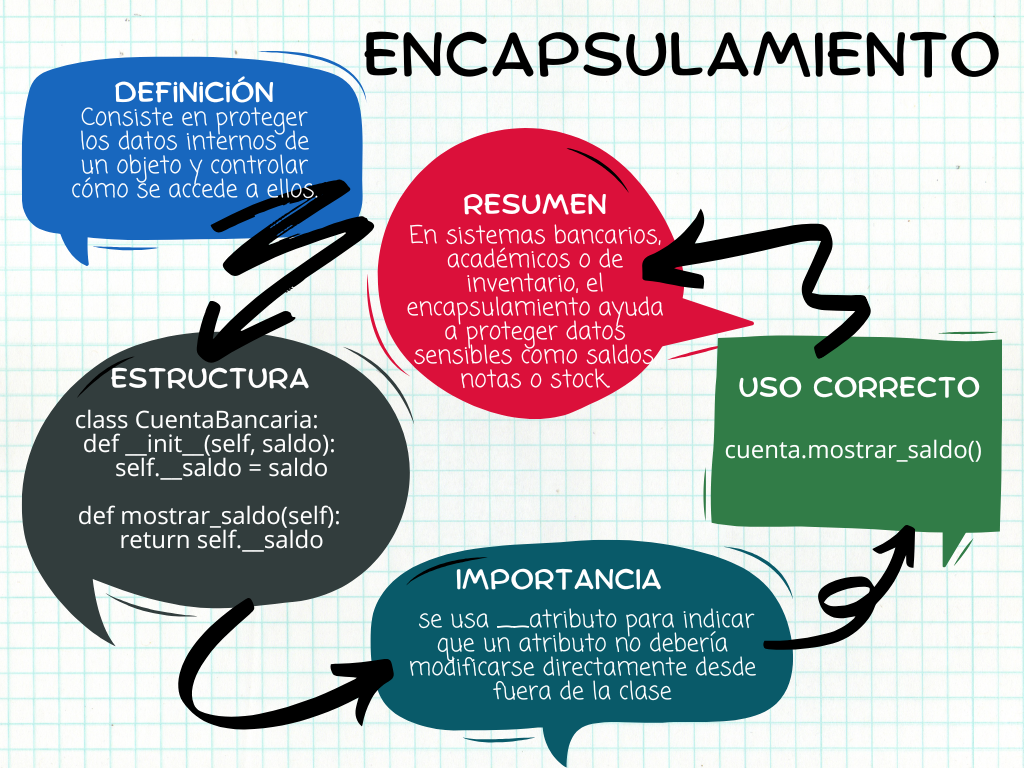 ENCAPSULAMIENTO
DEFINICIÓN
Consiste en proteger
los datos internos de
un objeto y controlar
cómo se accede a ellos.
ESTRUCTURA
class CuentaBancaria:
def __init__(self, saldo):
self.__saldo = saldo
def mostrar_saldo(self):
return self.__saldo
IMPORTANCIA
se usa __atributo para indicar
que un atributo no debería
modificarse directamente desde
fuera de la clase
USO CORRECTO
cuenta.mostrar_saldo()
RESUMEN
En sistemas bancarios,
académicos o de
inventario, el
encapsulamiento ayuda
a proteger datos
sensibles como saldos,
notas o stock.